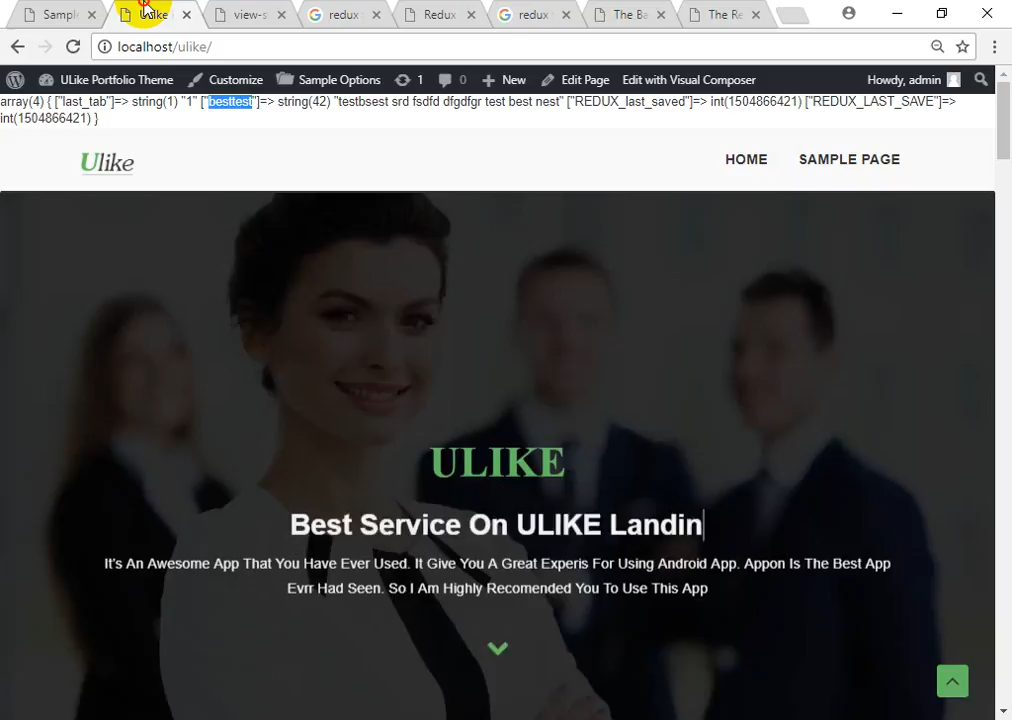 Sample
Ulike
view-s
redux
Redux
redux
The Ba
The Re
localhost/ulike/
ULike Portfolio Theme Customize Sample Options 1 0 New Edit Page Edit with Visual Composer Howdy, admin
array(4) { ["last_tab"]=> string(1) "1" ["besttest"]=> string(42) "testbsest srd fsdfd dfgdfgr test best nest" ["REDUX_last_saved"]=> int(1504866421) ["REDUX_LAST_SAVE"]=>
int(1504866421) }
Ulike
HOME SAMPLE PAGE
ULIKE
Best Service On ULIKE Landin
It's An Awesome App That You Have Ever Used. It Give You A Great Experis For Using Android App. Appon Is The Best App
Evrr Had Seen. So I Am Highly Recomended You To Use This App